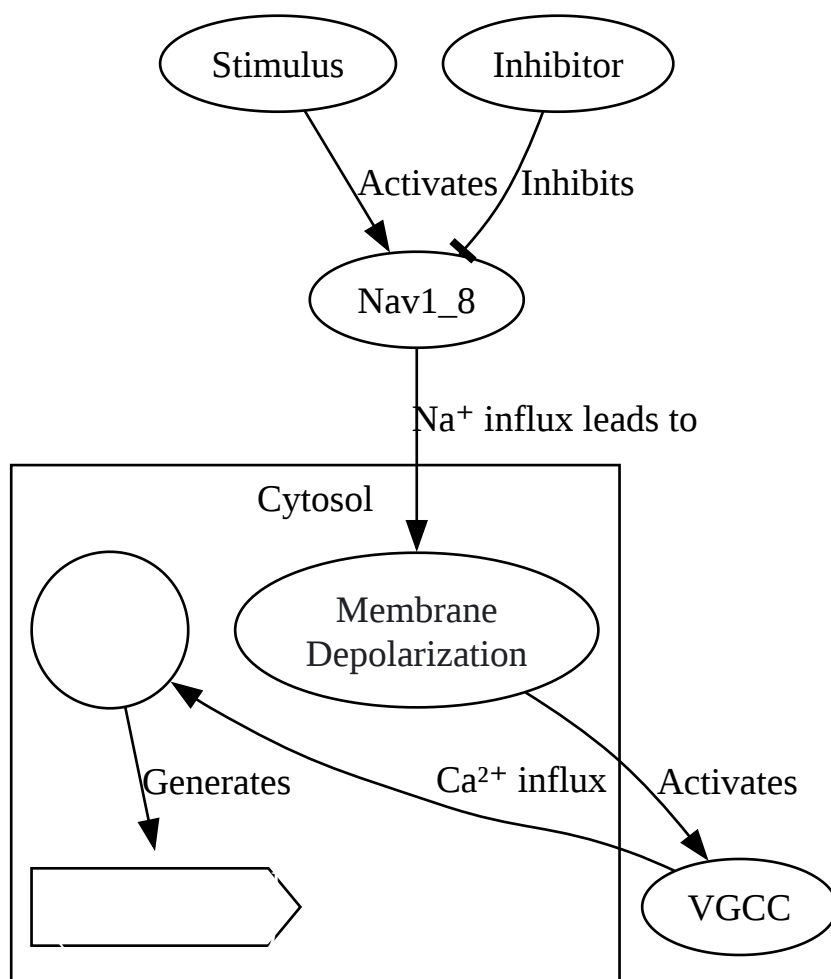 Stimulus
Inhibitor
Activates
Inhibits
Nav1_8
Na⁺ influx leads to
Cytosol
Membrane
Depolarization
Generates
Ca²⁺ influx
Activates
VGCC